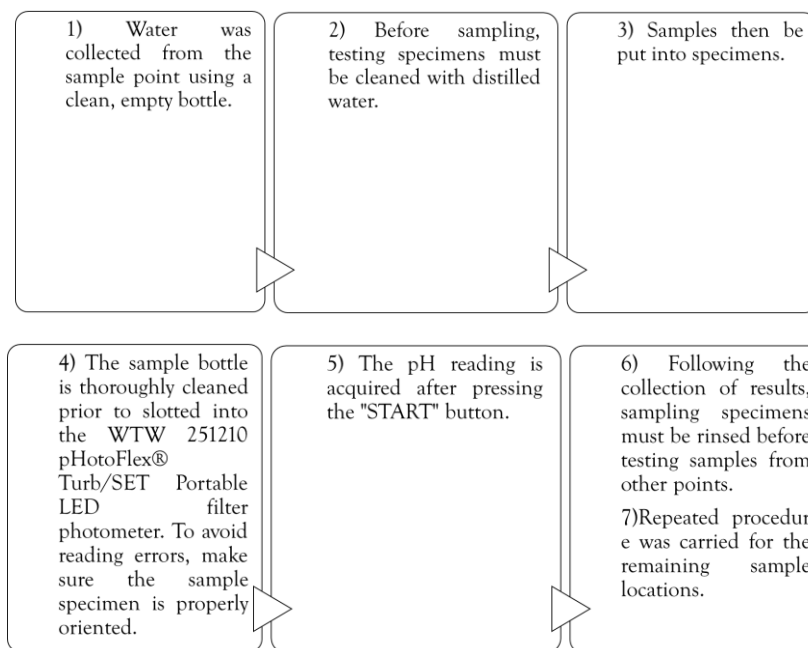 1) Water was
collected from the
sample point using a
clean, empty bottle.
2) Before sampling,
testing specimens must
be cleaned with distilled
water.
3) Samples then be
put into specimens.
4) The sample bottle
is thoroughly cleaned
prior to slotted into
the WTW 251210
pHotoFlex®
Turb/SET Portable
LED filter
photometer. To avoid
reading errors, make
sure the sample
specimen is properly
oriented.
5) The pH reading is
acquired after pressing
the "START" button.
6) Following the
collection of results,
sampling specimens
must be rinsed before
testing samples from
other points.
7)Repeated procedur
e was carried for the
remaining sample
locations.